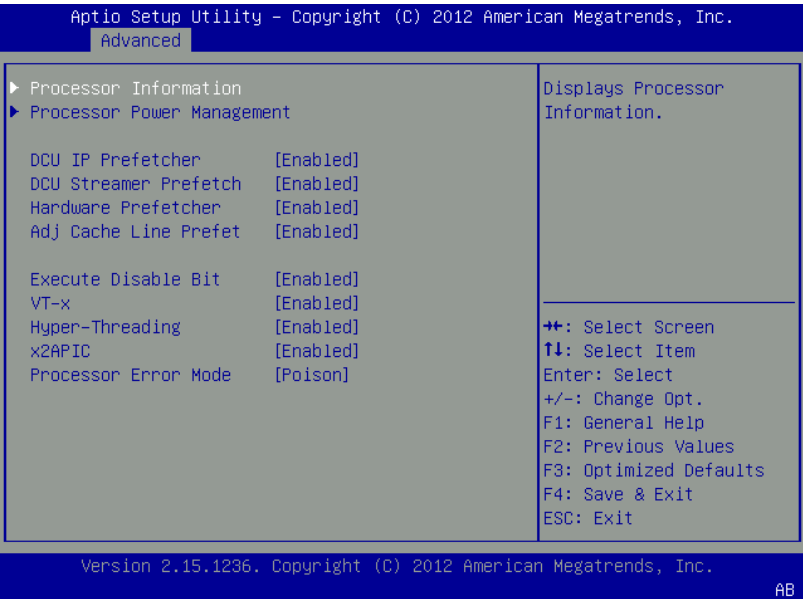 Aptio Setup Utility – Copyright (C) 2012 American Megatrends, Inc.
Advanced
▶ Processor Information
▶ Processor Power Management
DCU IP Prefetcher [Enabled]
DCU Streamer Prefetch [Enabled]
Hardware Prefetcher [Enabled]
Adj Cache Line Prefet [Enabled]
Execute Disable Bit [Enabled]
VT-x [Enabled]
Hyper-Threading [Enabled]
x2APIC [Enabled]
Processor Error Mode [Poison]
Displays Processor
Information.
→←: Select Screen
↑↓: Select Item
Enter: Select
+/-: Change Opt.
F1: General Help
F2: Previous Values
F3: Optimized Defaults
F4: Save & Exit
ESC: Exit
Version 2.15.1236. Copyright (C) 2012 American Megatrends, Inc.
AB